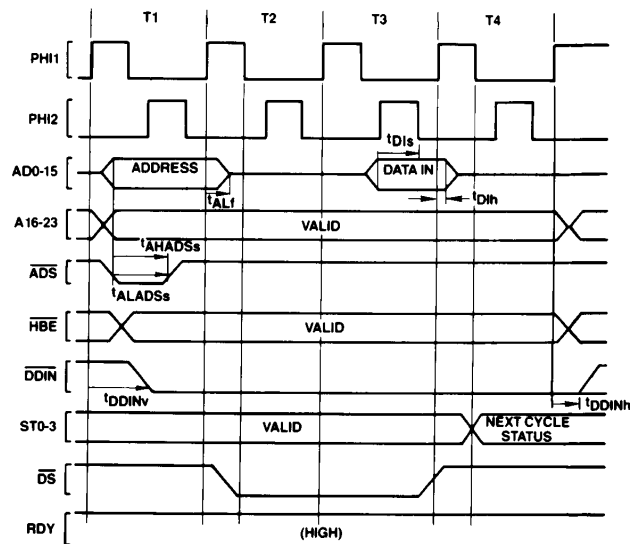 T1 T2 T3 T4
PHI1
PHI2
tDIs
AD0-15 ADDRESS DATA IN
tALf tDIh
A16-23 VALID
tAHADSs
ADS
tALADSs
HBE VALID
DDIN
tDDINv tDDINh
ST0-3 VALID NEXT CYCLE
STATUS
DS
RDY (HIGH)